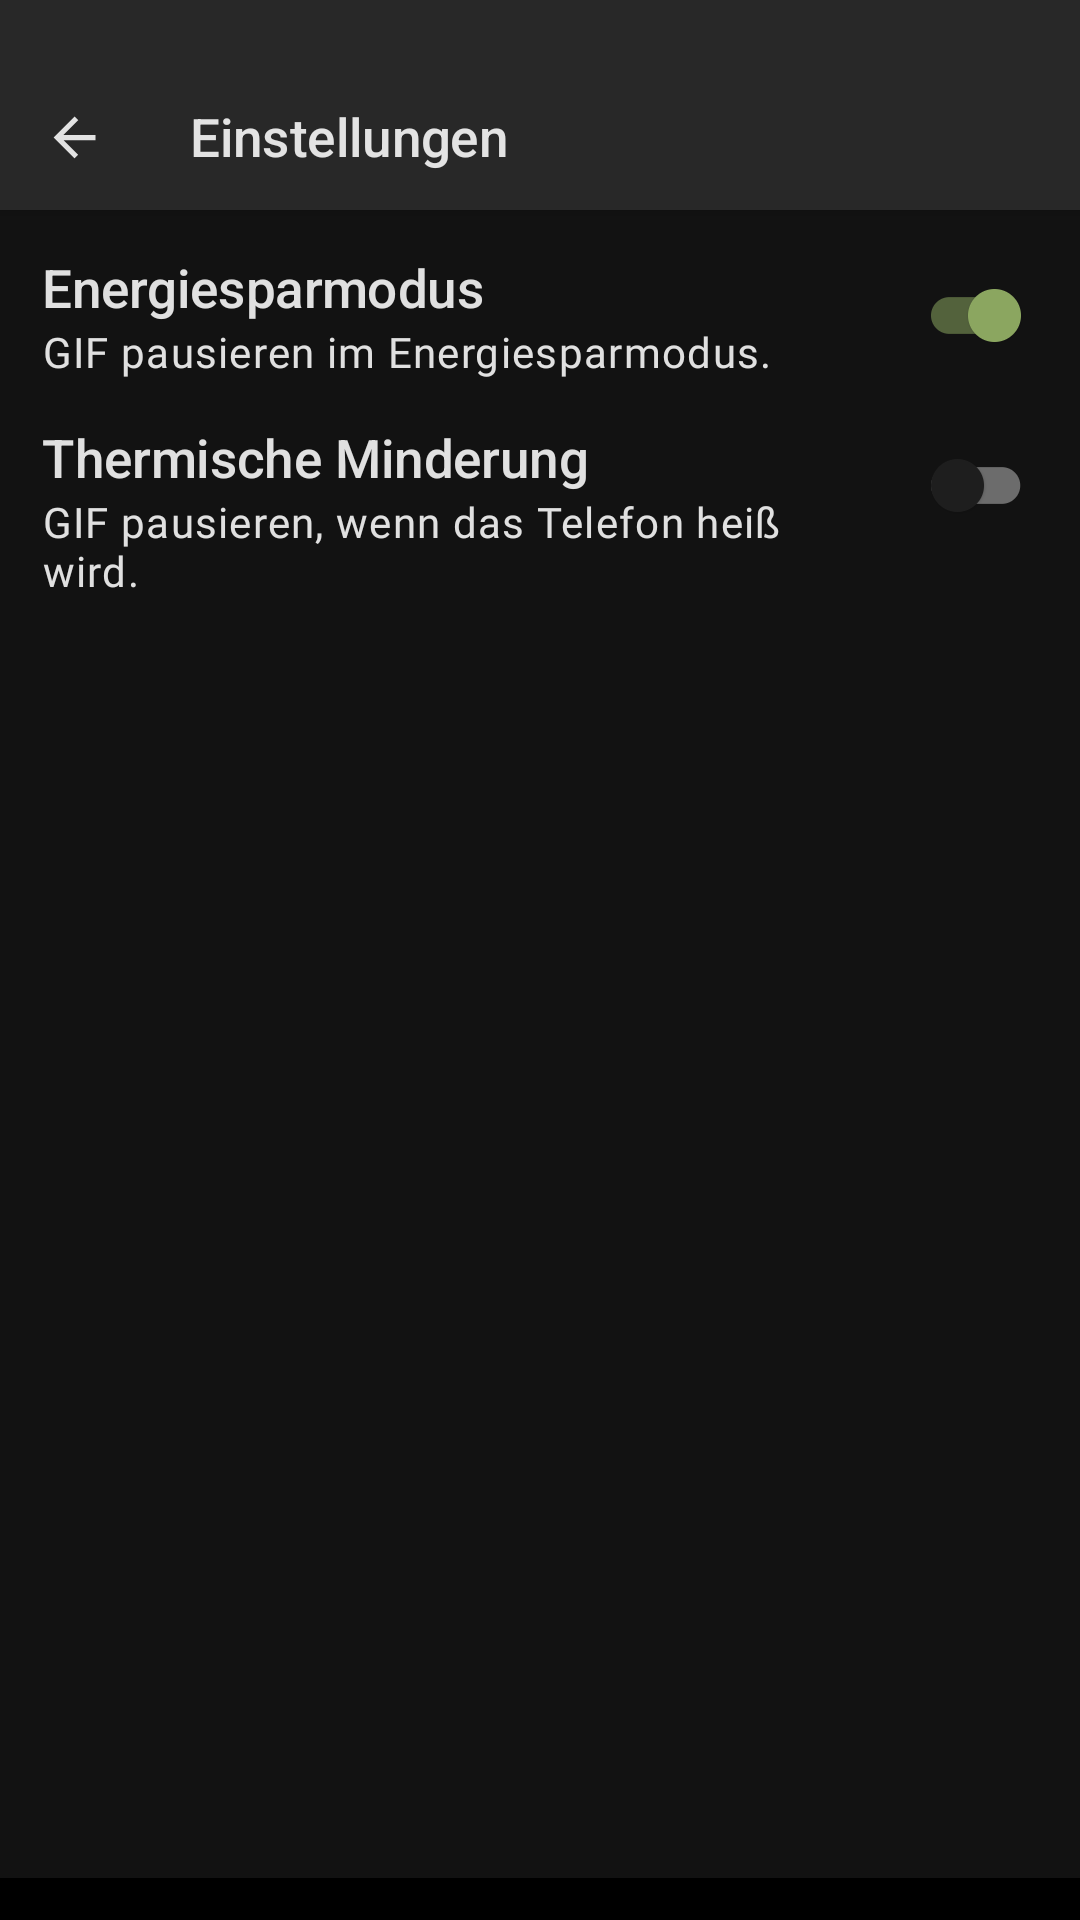 Einstellungen
Energiesparmodus
GIF pausieren im Energiesparmodus.
Thermische Minderung
GIF pausieren, wenn das Telefon heiß
wird.